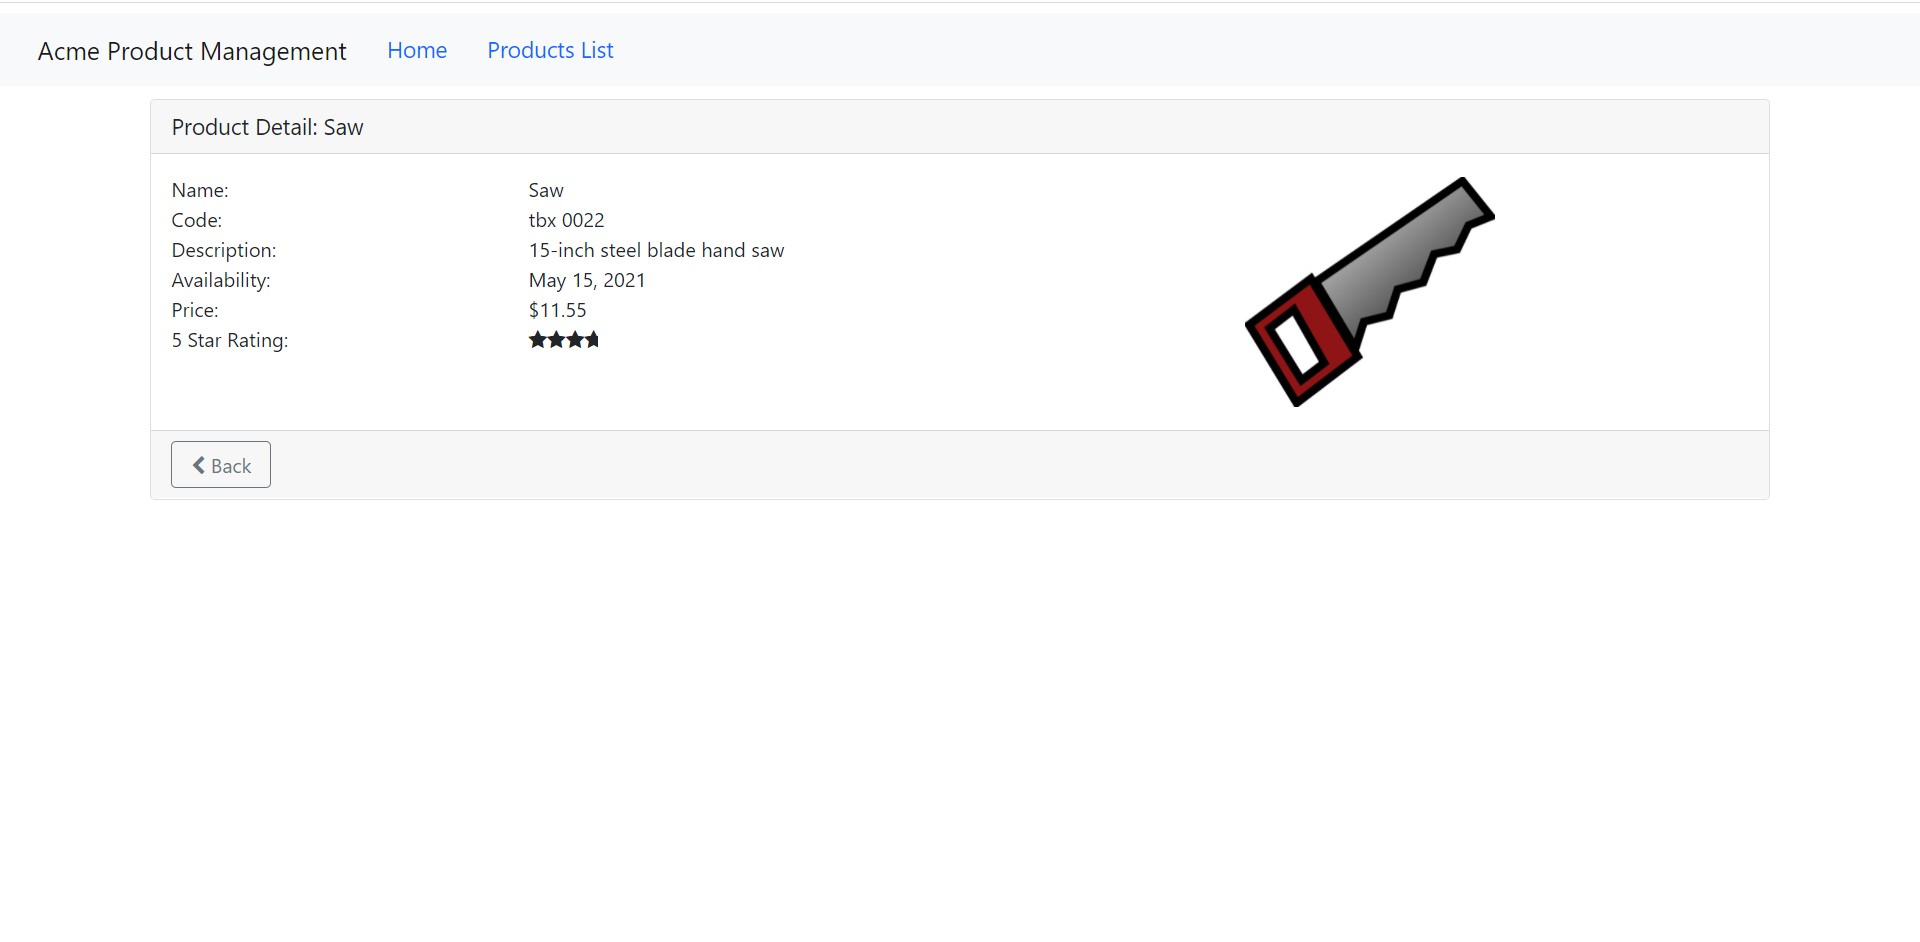 Acme Product Management Home Products List
Product Detail: Saw
Name: Saw
Code: tbx 0022
Description: 15-inch steel blade hand saw
Availability: May 15, 2021
Price: $11.55
5 Star Rating:
Back